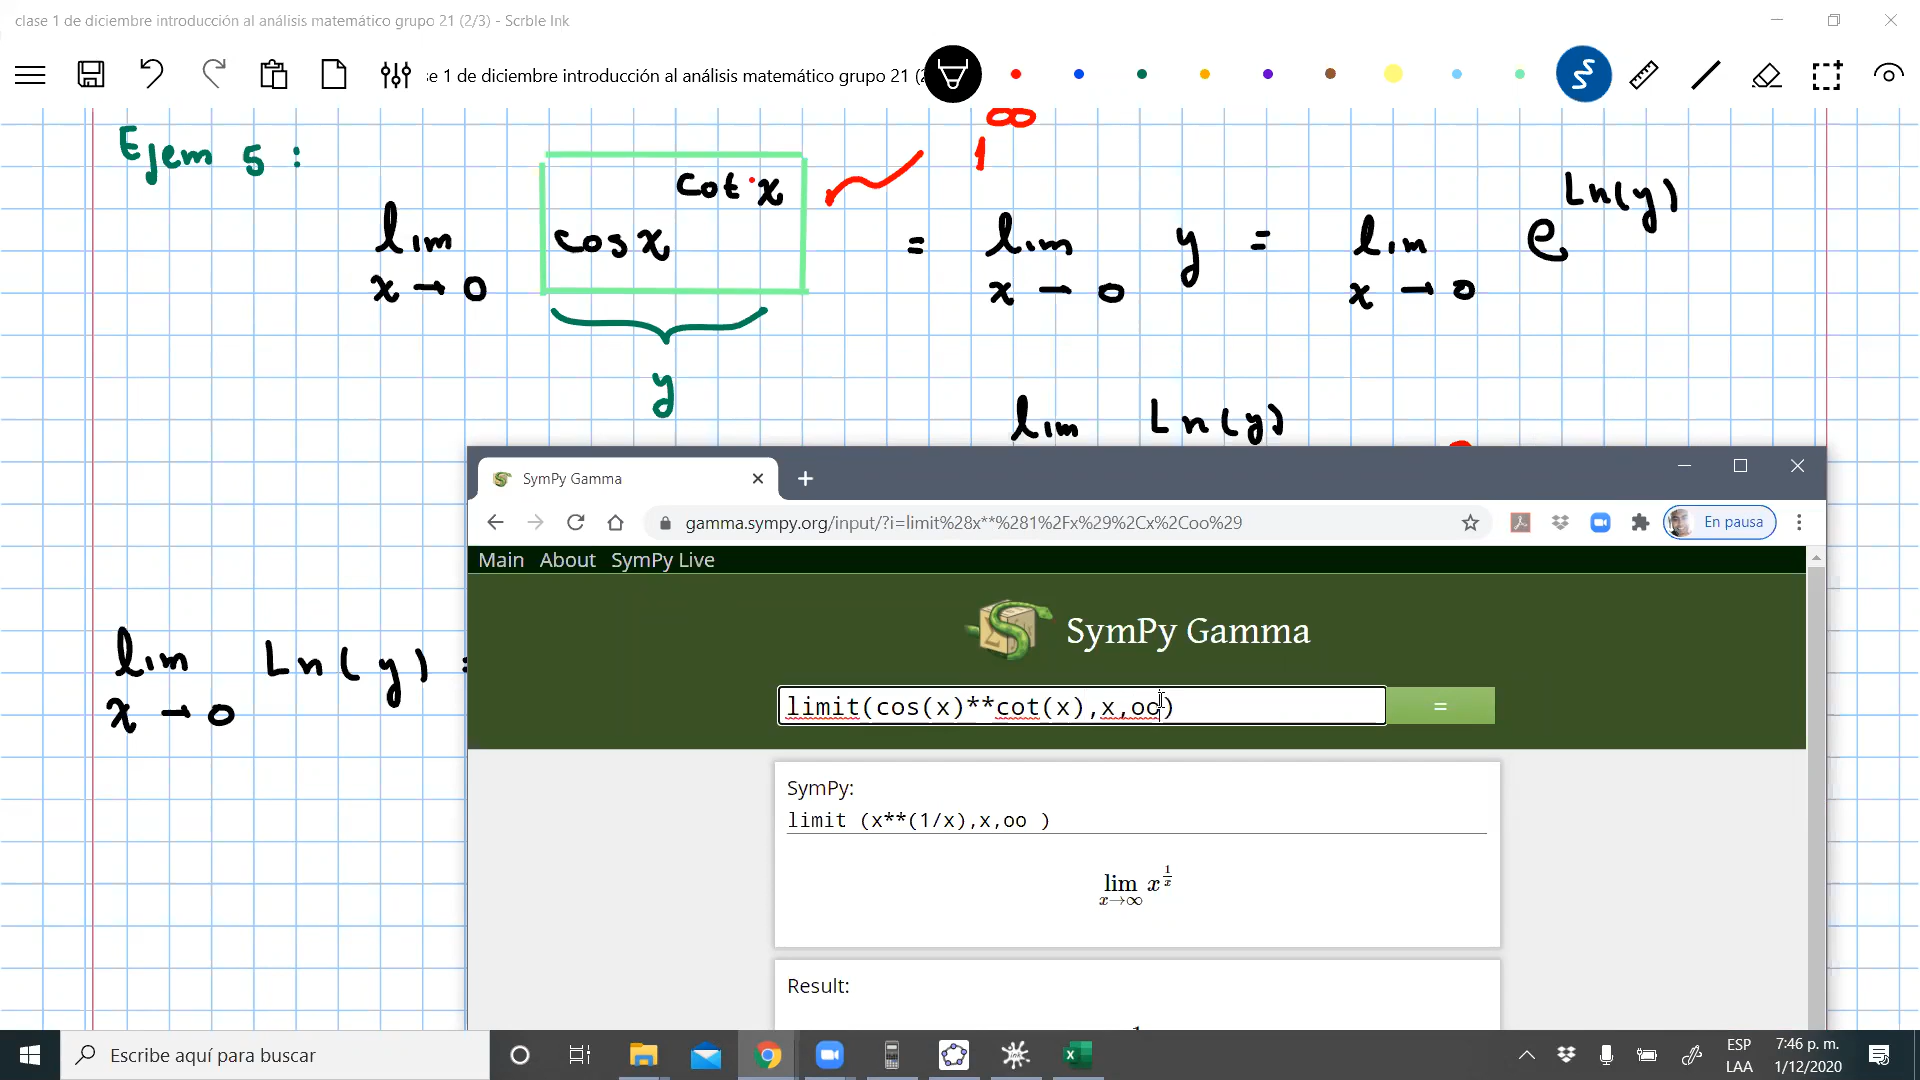 clase 1 de diciembre introducción al análisis matemático grupo 21 (2/3) - Scrble Ink
se 1 de diciembre introducción al análisis matemático grupo 21 (2
Ejem 5 :
1^∞
lim x → 0 cos x^cot x = lim x → 0 y = lim x → 0 e^Ln(y)
y
lim Ln(y)
SymPy Gamma
gamma.sympy.org/input/?i=limit%28x**%281%2Fx%29%2Cx%2Coo%29
En pausa
Main About SymPy Live
SymPy Gamma
lim x → 0 Ln(y) =
limit(cos(x)**cot(x),x,oo)
=
SymPy:
limit (x**(1/x),x,oo )
lim x→∞ x^1/x
Result:
1
Escribe aquí para buscar
ESP
LAA
7:46 p. m.
1/12/2020